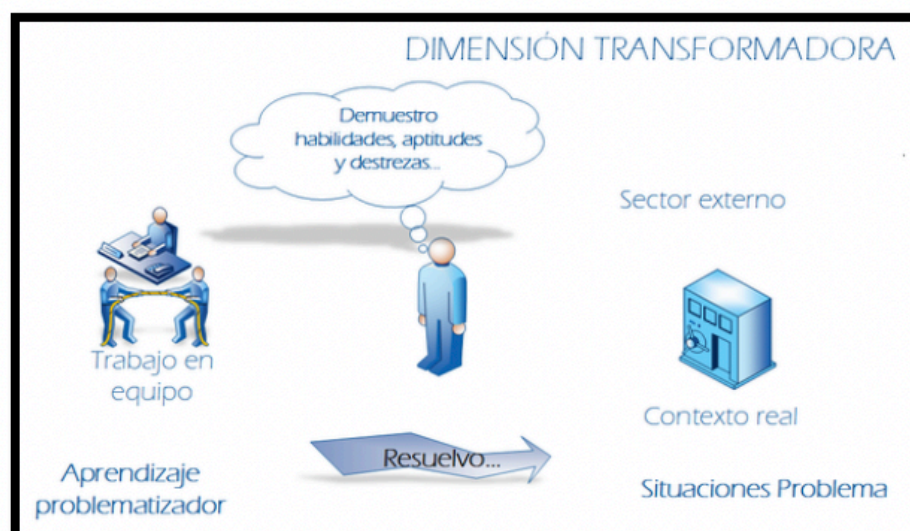 DIMENSIÓN TRANSFORMADORA
Demuestro
habilidades, aptitudes
y destrezas...
Sector externo
Trabajo en
equipo
Contexto real
Resuelvo...
Aprendizaje
problematizador
Situaciones Problema